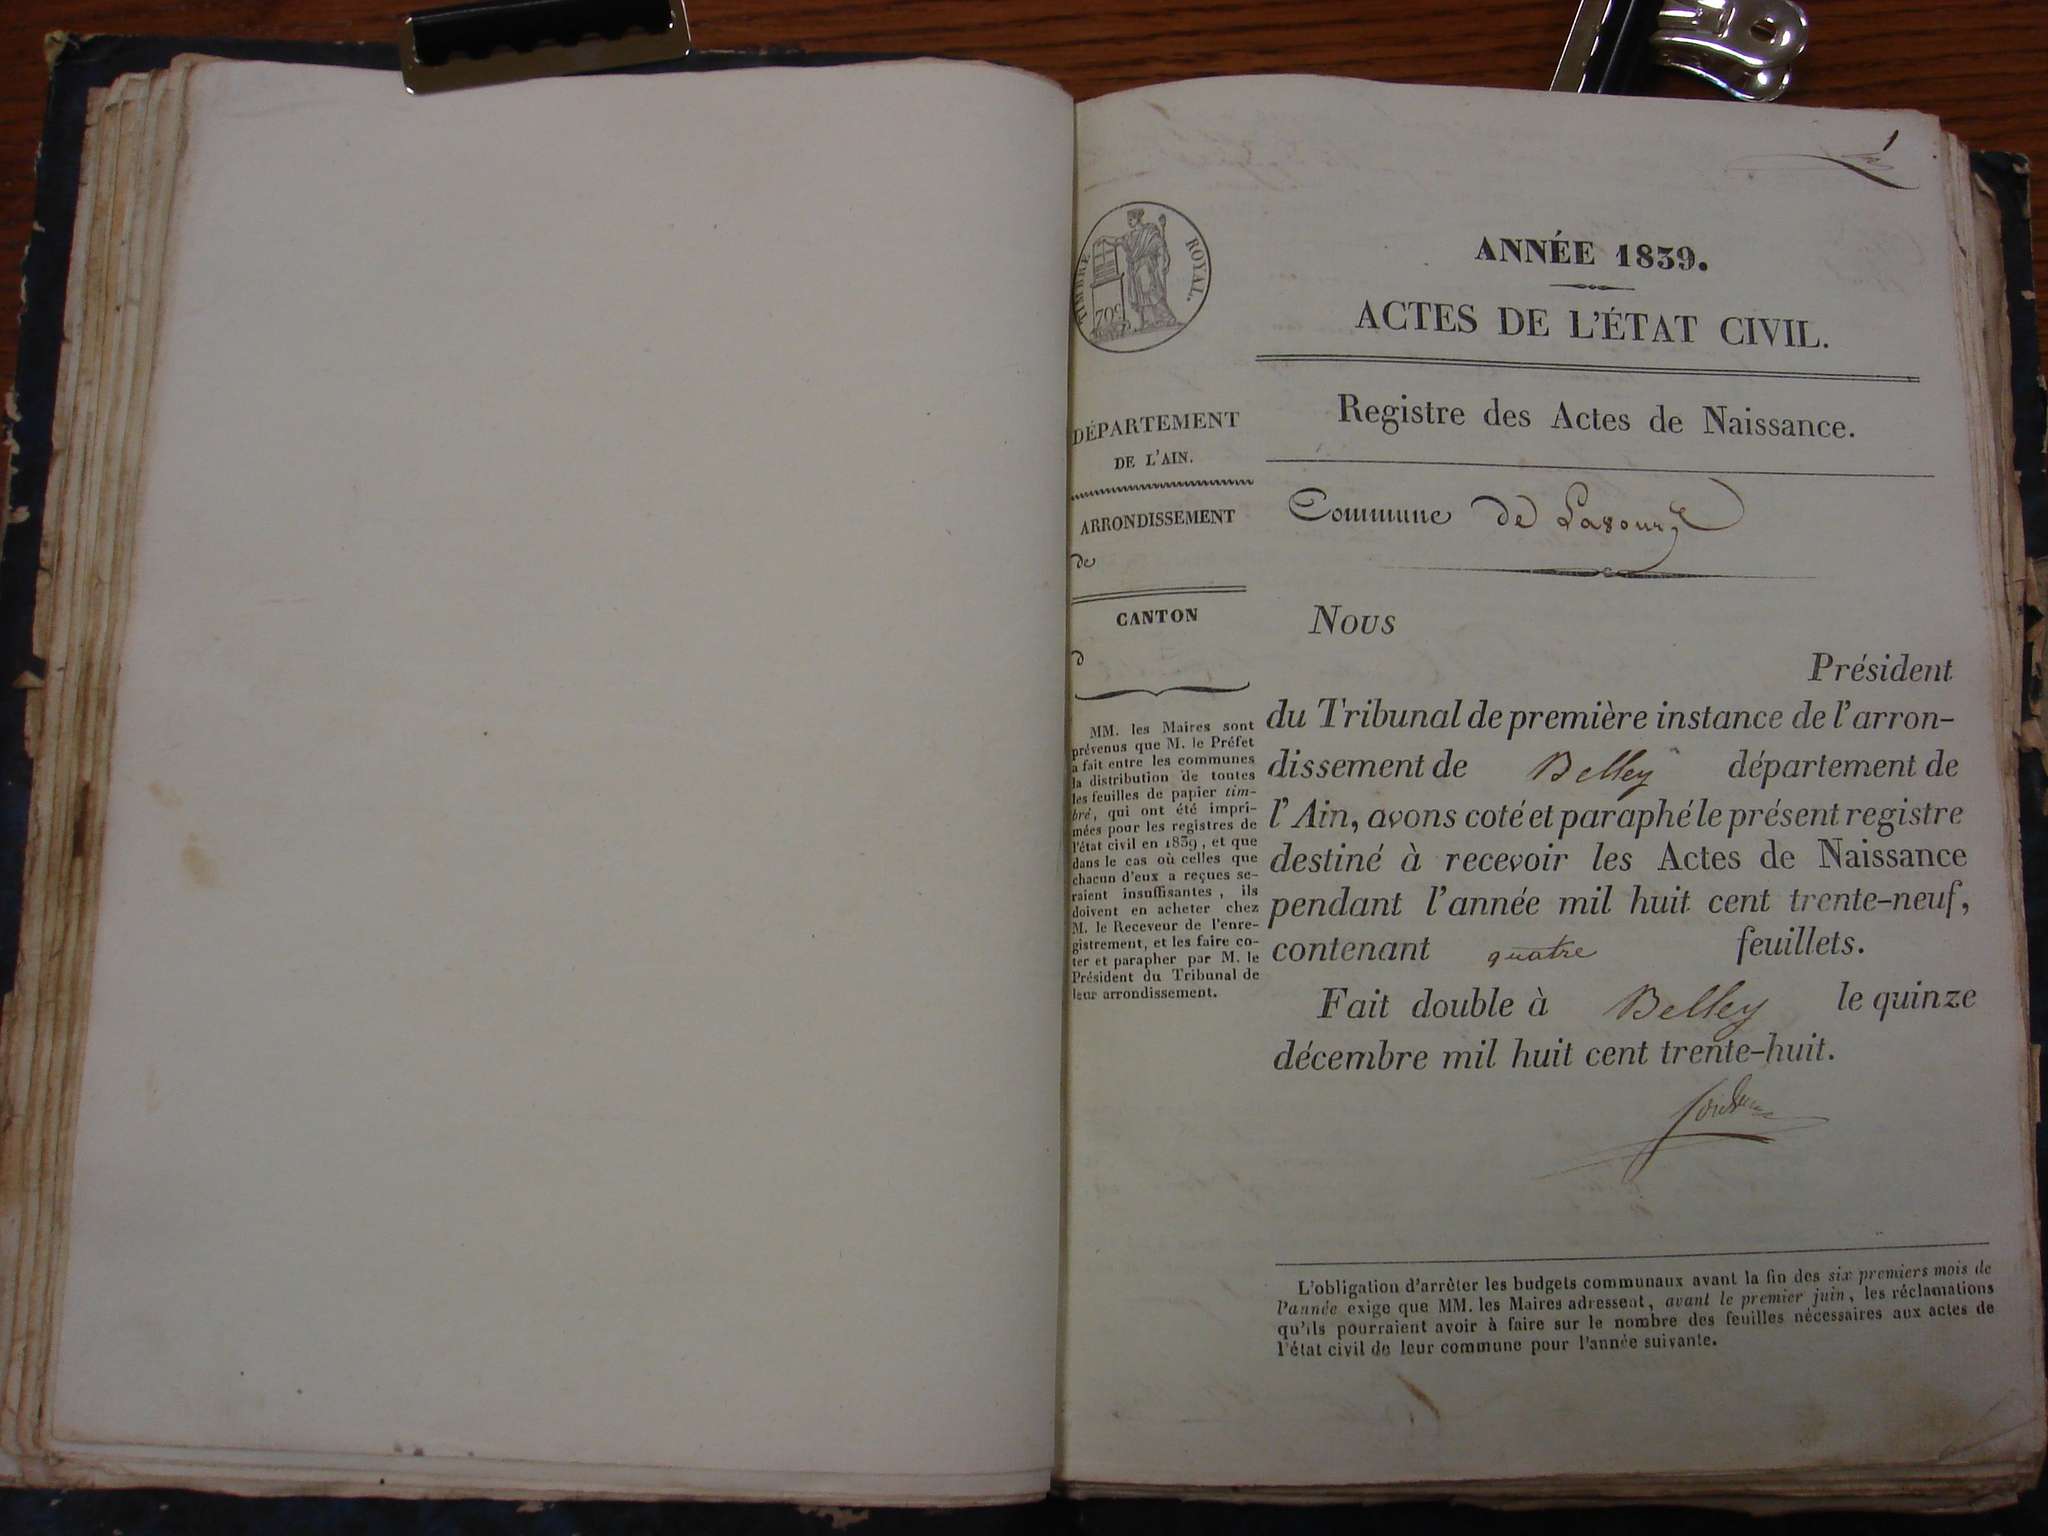 1
TIMBRE ROYAL.
70c
ANNÉE 1839.
ACTES DE L'ÉTAT CIVIL.
Registre des Actes de Naissance.
Commune de
DÉPARTEMENT
DE L'AIN.
ARRONDISSEMENT
de
CANTON
d
MM. les Maires sont
prévenus que M. le Préfet
a fait entre les communes
la distribution de toutes
les feuilles de papier tim-
bré, qui ont été impri-
mées pour les registres de
l'état civil en 1839, et que
dans le cas où celles que
chacun d'eux a reçues se-
raient insuffisantes, ils
doivent en acheter chez
M. le Receveur de l'enre-
gistrement, et les faire co-
ter et parapher par M. le
Président du Tribunal de
leur arrondissement.
Nous
Président
du Tribunal de première instance de l'arron-
dissement de Belley département de
l'Ain, avons coté et paraphé le présent registre
destiné à recevoir les Actes de Naissance
pendant l'année mil huit cent trente-neuf,
contenant quatre feuillets.
Fait double à Belley le quinze
décembre mil huit cent trente-huit.
L'obligation d'arrêter les budgets communaux avant la fin des six premiers mois de
l'année exige que MM. les Maires adressent, avant le premier juin, les réclamations
qu'ils pourraient avoir à faire sur le nombre des feuilles nécessaires aux actes de
l'état civil de leur commune pour l'année suivante.